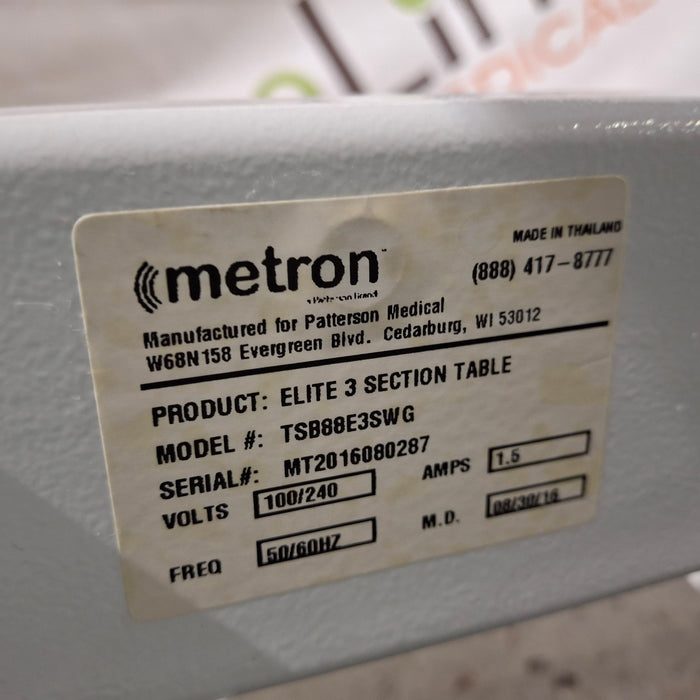 MADE IN THAILAND
metron
a Patterson Brand
(888) 417-8777
Manufactured for Patterson Medical
W68N158 Evergreen Blvd. Cedarburg, WI 53012
PRODUCT: ELITE 3 SECTION TABLE
MODEL #: TSB88E3SWG
SERIAL#: MT2016080287
VOLTS 100/240 AMPS 1.5
FREQ 50/60HZ M.D. 08/30/16